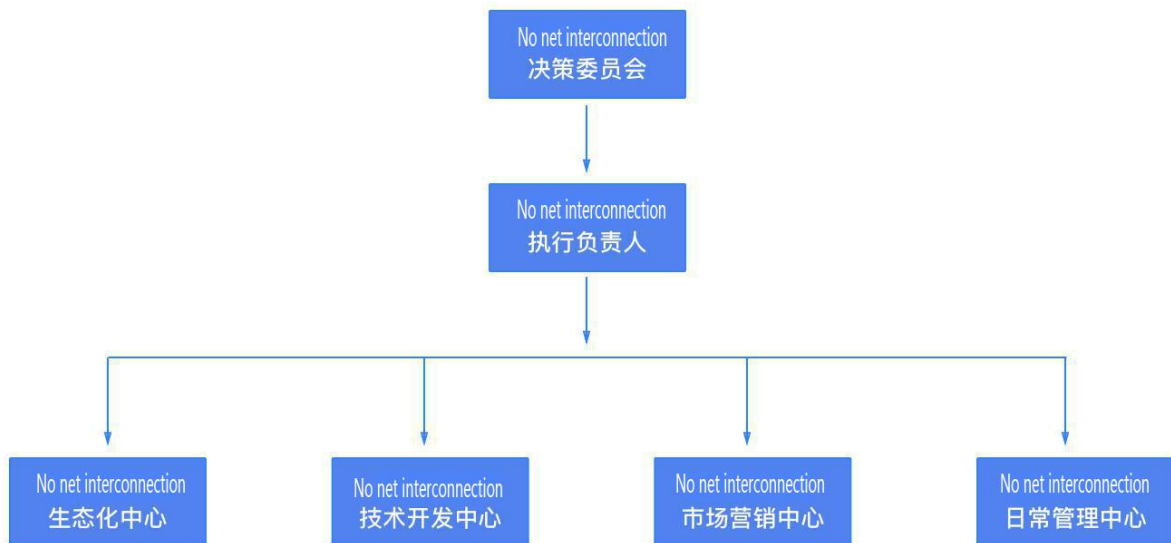 No net interconnection
决策委员会
No net interconnection
执行负责人
No net interconnection
生态化中心
No net interconnection
技术开发中心
No net interconnection
市场营销中心
No net interconnection
日常管理中心